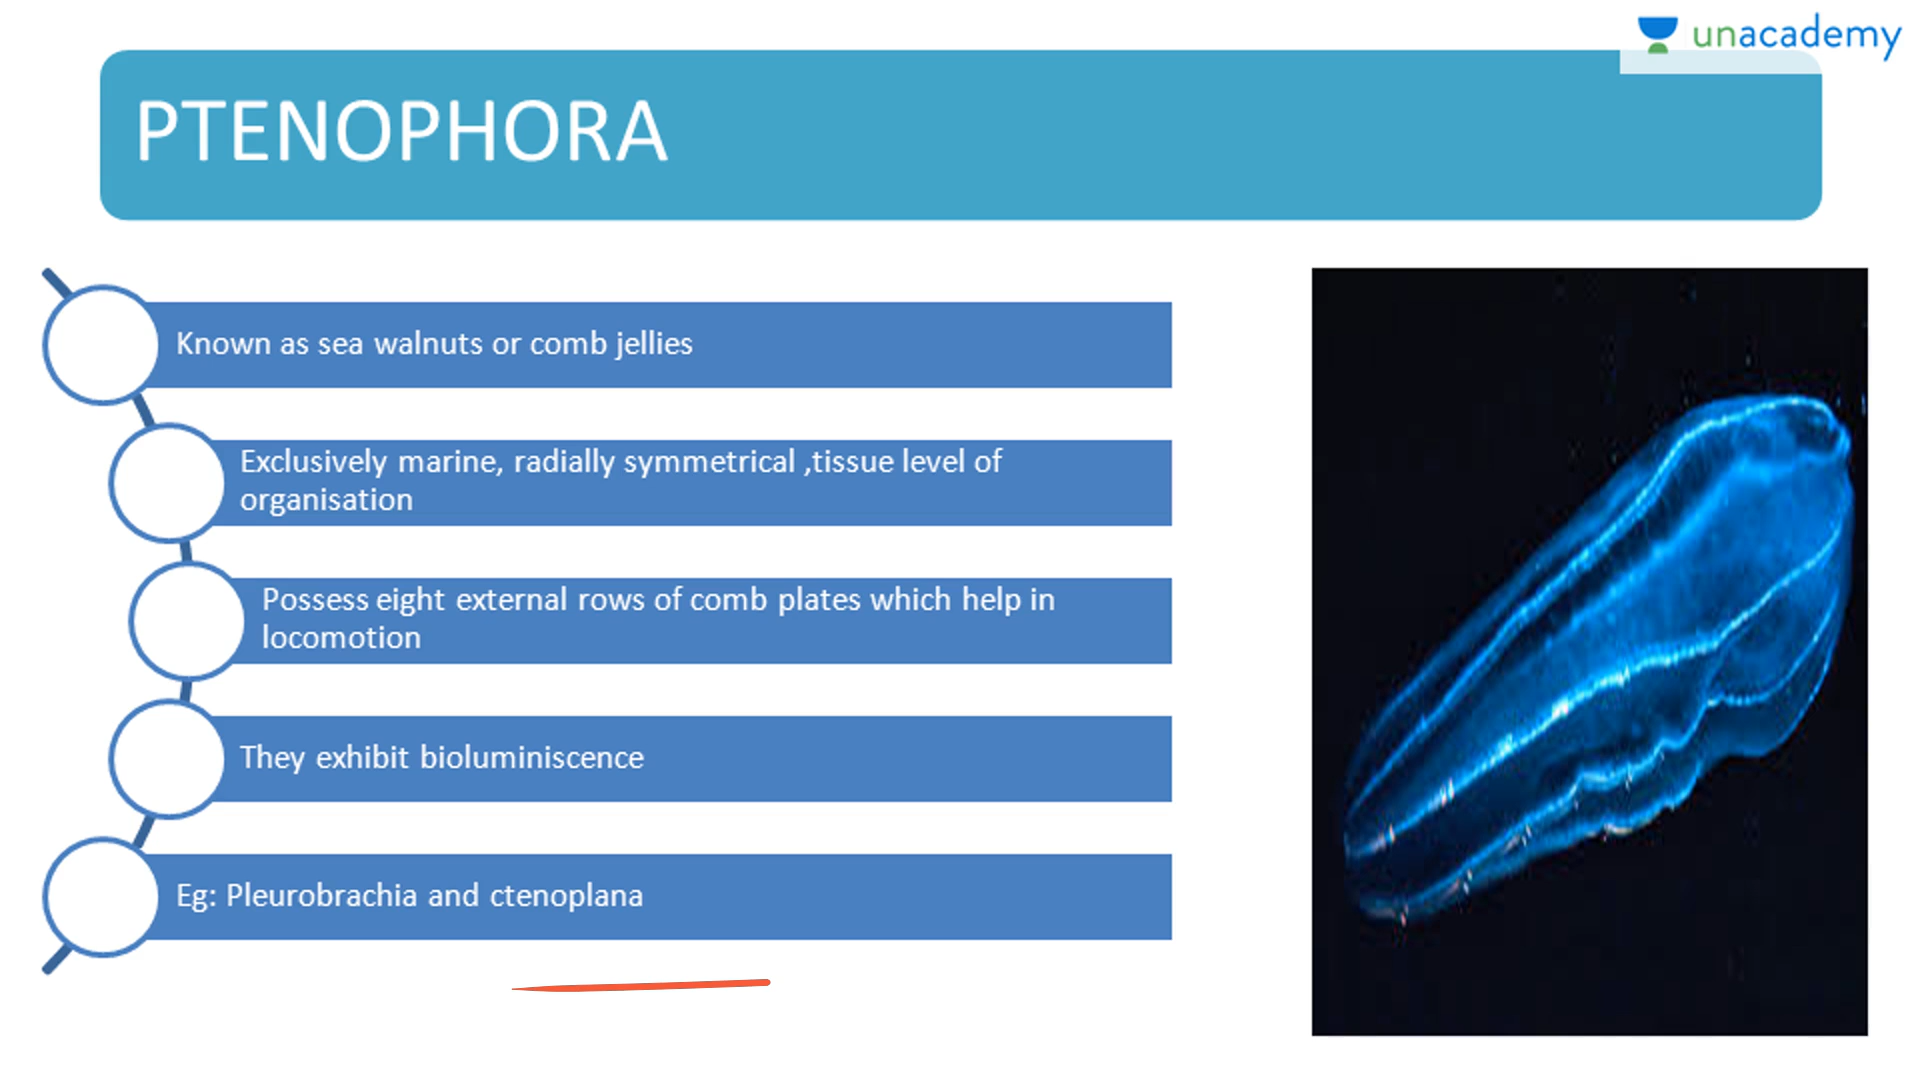 unacademy
PTENOPHORA
Known as sea walnuts or comb jellies
Exclusively marine, radially symmetrical ,tissue level of
organisation
Possess eight external rows of comb plates which help in
locomotion
They exhibit bioluminiscence
Eg: Pleurobrachia and ctenoplana